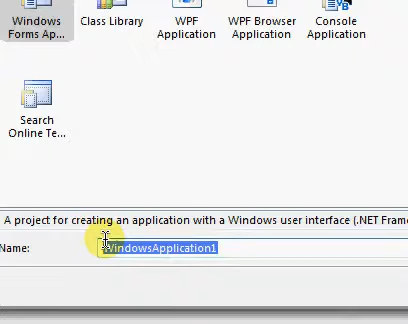 Windows Forms Ap...
Class Library
WPF Application
WPF Browser Application
Console Application
Search Online Te...
A project for creating an application with a Windows user interface (.NET Frame
Name:
WindowsApplication1